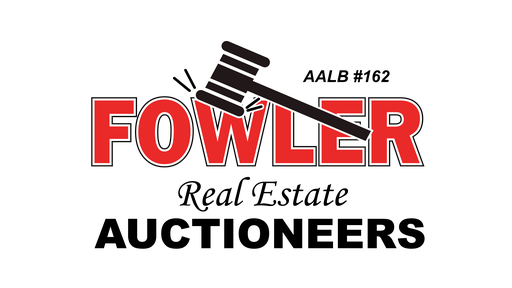 AALB #162
FOWLER
Real Estate
AUCTIONEERS